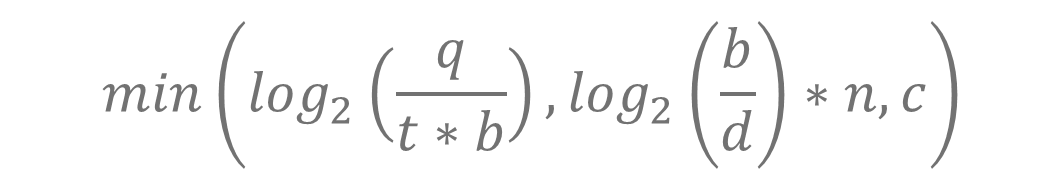 min(log₂(q/(t * b)), log₂(b/d) * n, c)